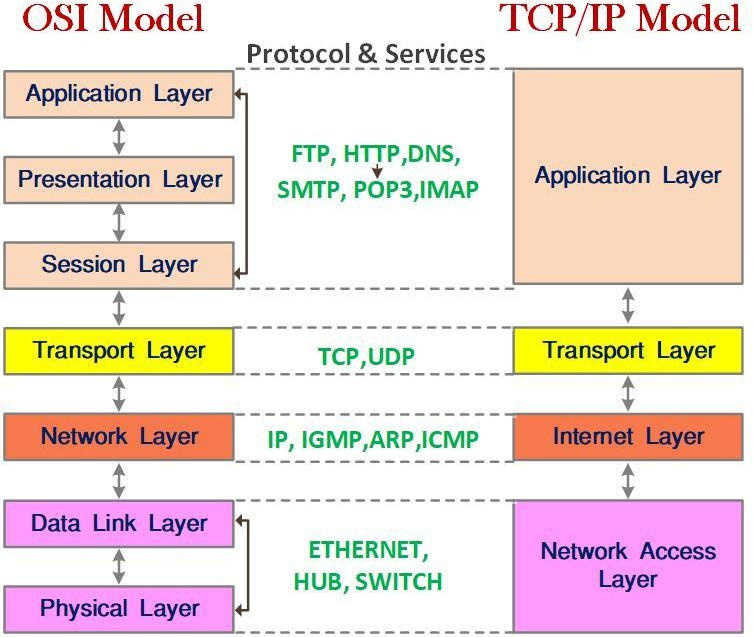 OSI Model
TCP/IP Model
Protocol & Services
Application Layer
Presentation Layer
Session Layer
FTP, HTTP,DNS,
SMTP, POP3,IMAP
Application Layer
Transport Layer
TCP,UDP
Transport Layer
Network Layer
IP, IGMP,ARP,ICMP
Internet Layer
Data Link Layer
Physical Layer
ETHERNET,
HUB, SWITCH
Network Access
Layer